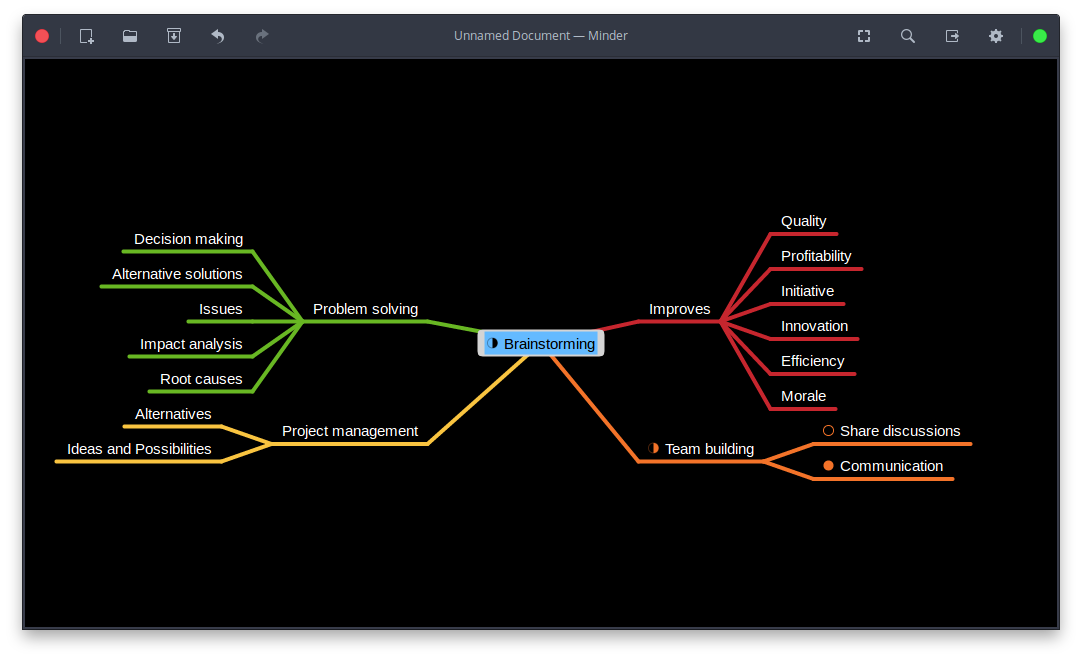 Unnamed Document — Minder
Decision making
Alternative solutions
Issues
Impact analysis
Root causes
Problem solving
Alternatives
Ideas and Possibilities
Project management
Brainstorming
Improves
Quality
Profitability
Initiative
Innovation
Efficiency
Morale
Team building
Share discussions
Communication